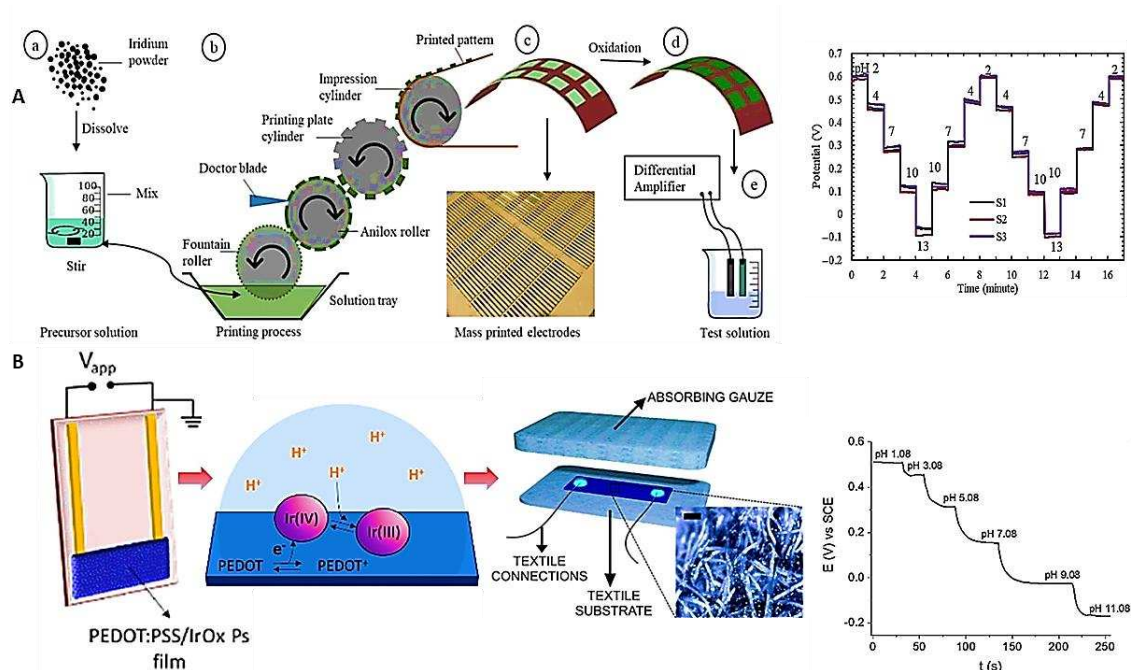 A
a
Iridium
powder
Dissolve
100
80
60
40
20
Mix
Stir
Precursor solution
b
Printed pattern
Impression
cylinder
Printing plate
cylinder
Doctor blade
Anilox roller
Fountain
roller
Solution tray
Printing process
c
Oxidation
d
Mass printed electrodes
Differential
Amplifier
e
Test solution
Potential (V)
0.7
0.6
0.5
0.4
0.3
0.2
0.1
0
−0.1
−0.2
pH 2
4
7
10
13
10
7
4
2
4
7
10
13
10
7
4
2
S1
S2
S3
0 2 4 6 8 10 12 14 16
Time (minute)
B
Vapp
PEDOT:PSS/IrOx Ps
film
H+
H+
H+
H+
H+
Ir(IV)
Ir(III)
e-
PEDOT
PEDOT+
ABSORBING GAUZE
TEXTILE
CONNECTIONS
TEXTILE
SUBSTRATE
E (V) vs SCE
0.6
0.4
0.2
0.0
-0.2
pH 1.08
pH 3.08
pH 5.08
pH 7.08
pH 9.08
pH 11.08
0 50 100 150 200 250
t (s)